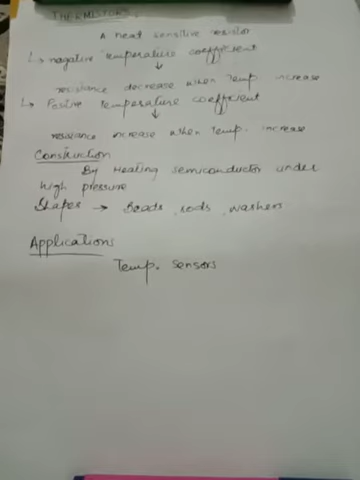 THERMISTORS:
A heat sensitive resistor
↳ negative temperature coefficient
↓
resistance decrease when temp increase
↳ Positive temperature coefficient
↓
resistance increase when Temp. increase
Construction
By Heating semiconductor under
high pressure
Shapes → Beads, rods, washers
Applications
Temp. sensors